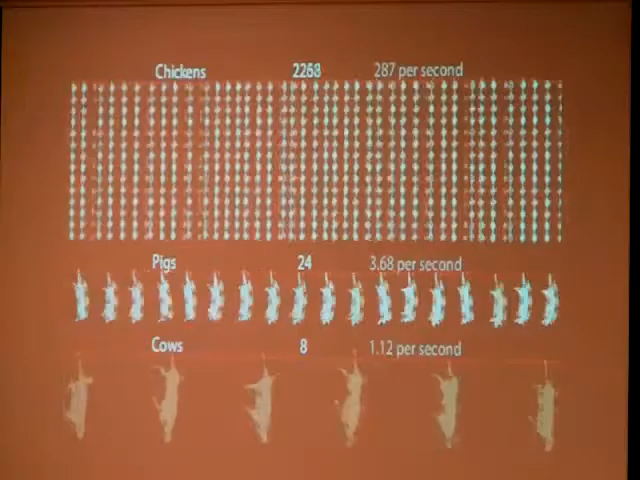 Chickens 2268 287 per second
Pigs 24 3.68 per second
Cows 8 1.12 per second